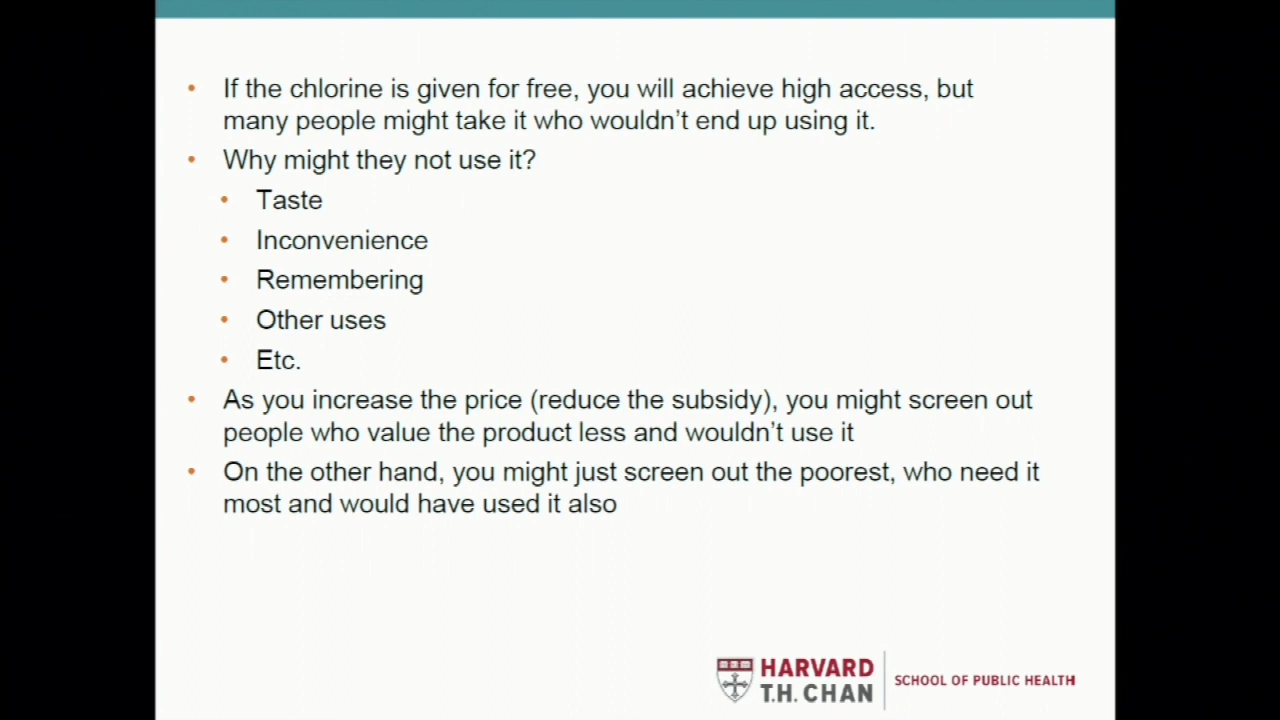 • If the chlorine is given for free, you will achieve high access, but
many people might take it who wouldn't end up using it.
• Why might they not use it?
• Taste
• Inconvenience
• Remembering
• Other uses
• Etc.
• As you increase the price (reduce the subsidy), you might screen out
people who value the product less and wouldn't use it
• On the other hand, you might just screen out the poorest, who need it
most and would have used it also
HARVARD
T.H. CHAN
SCHOOL OF PUBLIC HEALTH